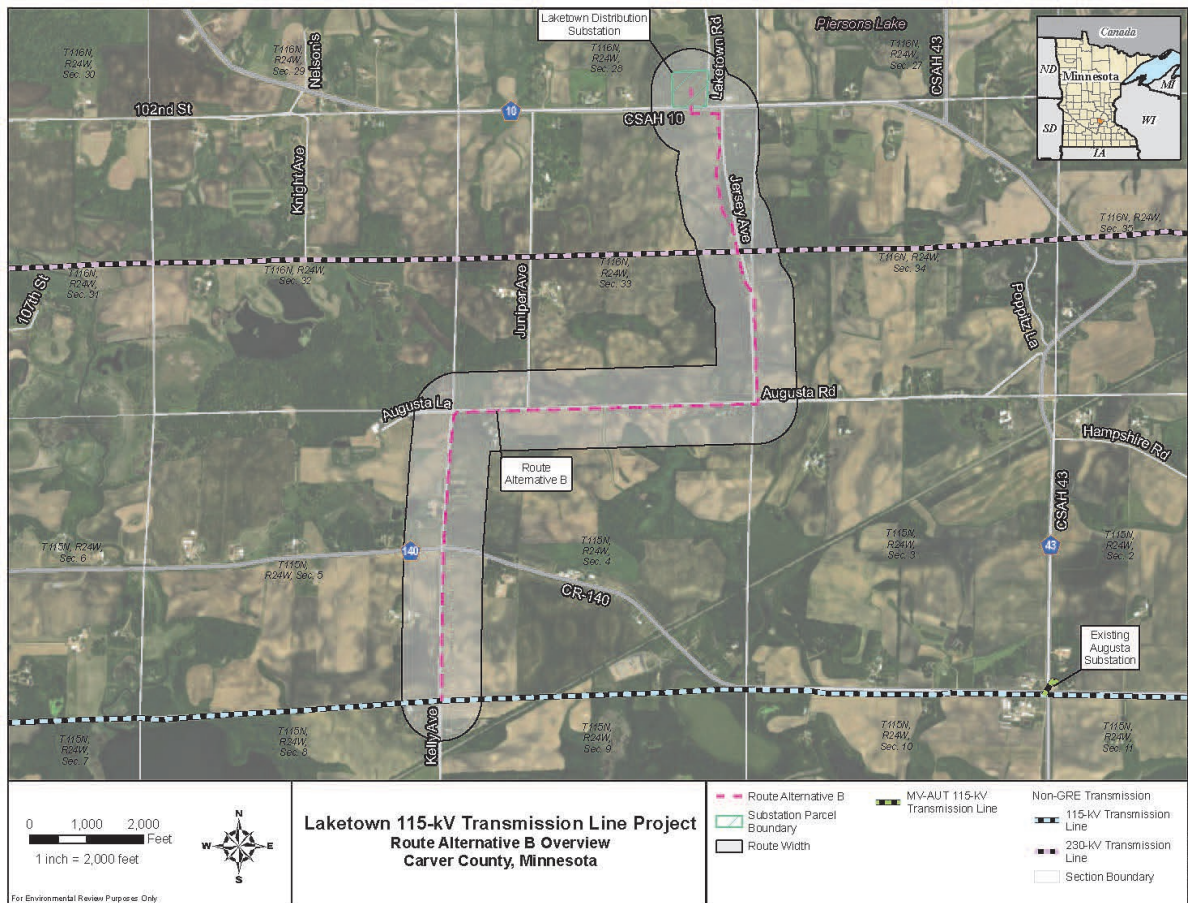 Laketown Distribution
Substation
Laketown Rd
Piersons Lake
CSAH 43
Canada
ND
Minnesota
MI
SD
WI
IA
T116N,
R24W,
Sec. 30
Nelson's
T116N,
R24W,
Sec. 29
T116N,
R24W,
Sec. 28
T116N,
R24W,
Sec. 27
102nd St
10
CSAH 10
Knight Ave
Jersey Ave
T116N, R24W,
Sec. 35
107th St
T116N,
R24W,
Sec. 31
T116N, R24W,
Sec. 32
Juniper Ave
T116N, R24W,
Sec. 33
T116N, R24W,
Sec. 34
Poppitz La
Augusta La
Augusta Rd
Hampshire Rd
Route
Alternative B
CSAH 43
T115N, R24W,
Sec. 6
T115N,
R24W, Sec. 5
140
T115N,
R24W,
Sec. 4
T115N,
R24W,
Sec. 3
43
T115N,
R24W,
Sec. 2
CR-140
Existing
Augusta
Substation
T115N,
R24W,
Sec. 7
T115N,
R24W,
Sec. 8
Kelly Ave
T115N,
R24W,
Sec. 9
T115N,
R24W,
Sec. 10
T115N,
R24W,
Sec. 11
0 1,000 2,000
Feet
1 inch = 2,000 feet
For Environmental Review Purposes Only
N
W E
S
Laketown 115-kV Transmission Line Project
Route Alternative B Overview
Carver County, Minnesota
Route Alternative B
Substation Parcel
Boundary
Route Width
MV-AUT 115-kV
Transmission Line
Non-GRE Transmission
115-kV Transmission
Line
230-kV Transmission
Line
Section Boundary